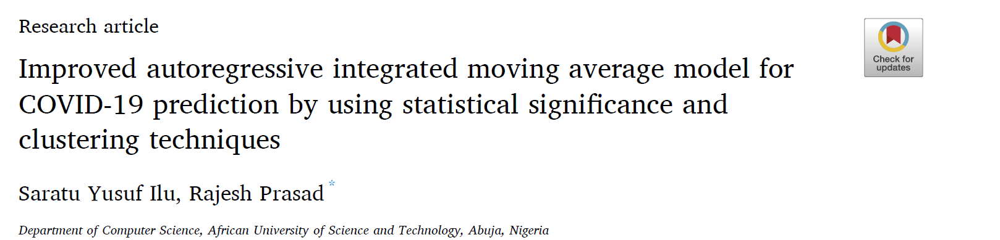 Research article
Check for
updates
Improved autoregressive integrated moving average model for
COVID-19 prediction by using statistical significance and
clustering techniques
Saratu Yusuf Ilu, Rajesh Prasad *
Department of Computer Science, African University of Science and Technology, Abuja, Nigeria